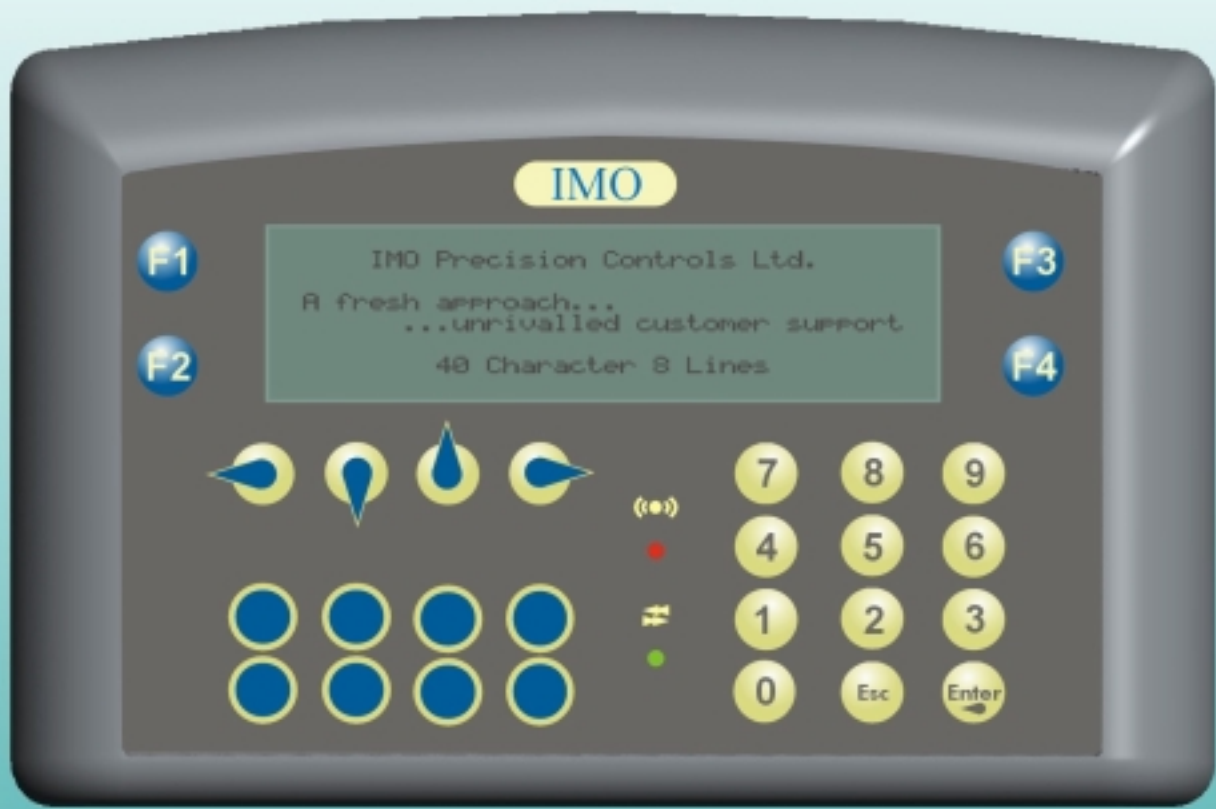 IMO
IMO Precision Controls Ltd.
A fresh approach...
...unrivalled customer support
40 Character 8 Lines
F1
F3
F2
F4
7 8 9
4 5 6
1 2 3
0 Esc Enter